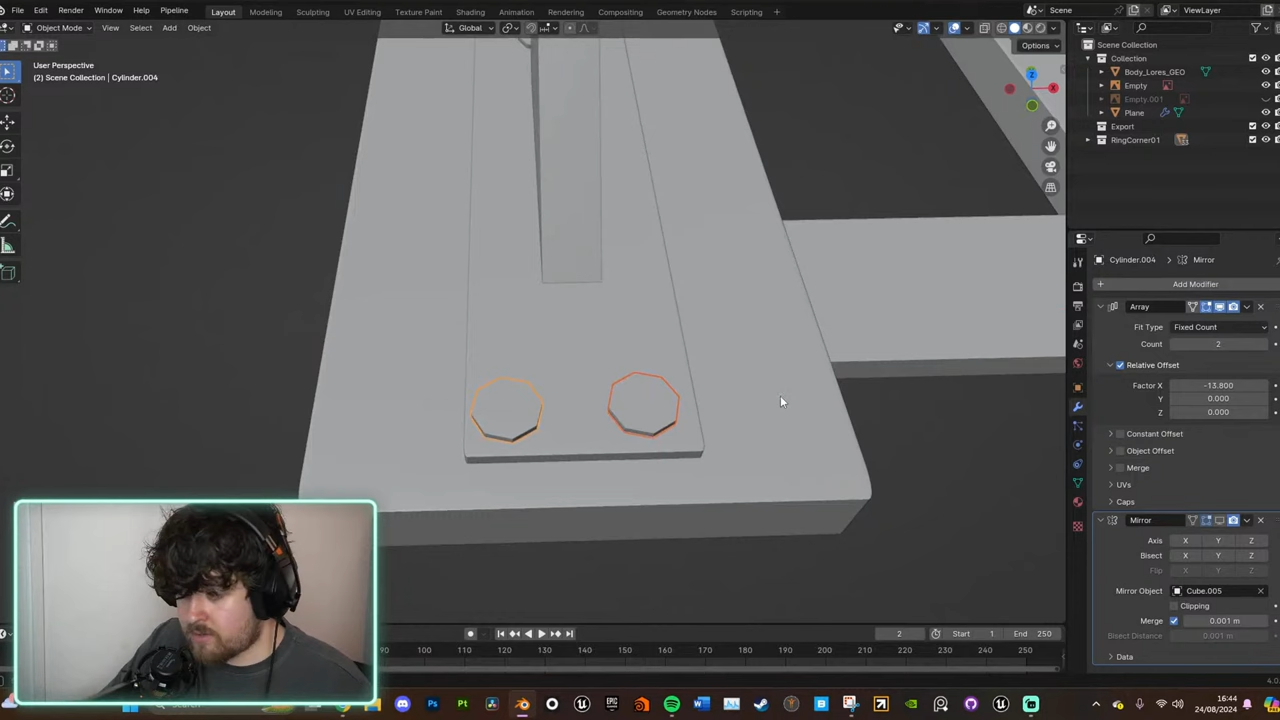 File Edit Render Window Help Pipeline Layout Modeling Sculpting UV Editing Texture Paint Shading Animation Rendering Compositing Geometry Nodes Scripting + Scene ViewLayer
Object Mode View Select Add Object Global
Options
User Perspective
(2) Scene Collection | Cylinder.004
Z
X
Scene Collection
Collection
Body_Lores_GEO
Empty
Empty.001
Plane
Export
RingCorner01
Cylinder.004 > Mirror
+ Add Modifier
Array
Fit Type Fixed Count
Count 2
Relative Offset
Factor X -13.800
Y 0.000
Z 0.000
Constant Offset
Object Offset
Merge
UVs
Caps
Mirror
Axis X Y Z
Bisect X Y Z
Flip X Y Z
Mirror Object Cube.005
Clipping
Merge 0.001 m
Bisect Distance 0.001 m
Data
2 Start 1 End 250
100 110 120 130 140 150 160 170 180 190 200 210 220 230 240 250
4.0.
Search
16:44
24/08/2024